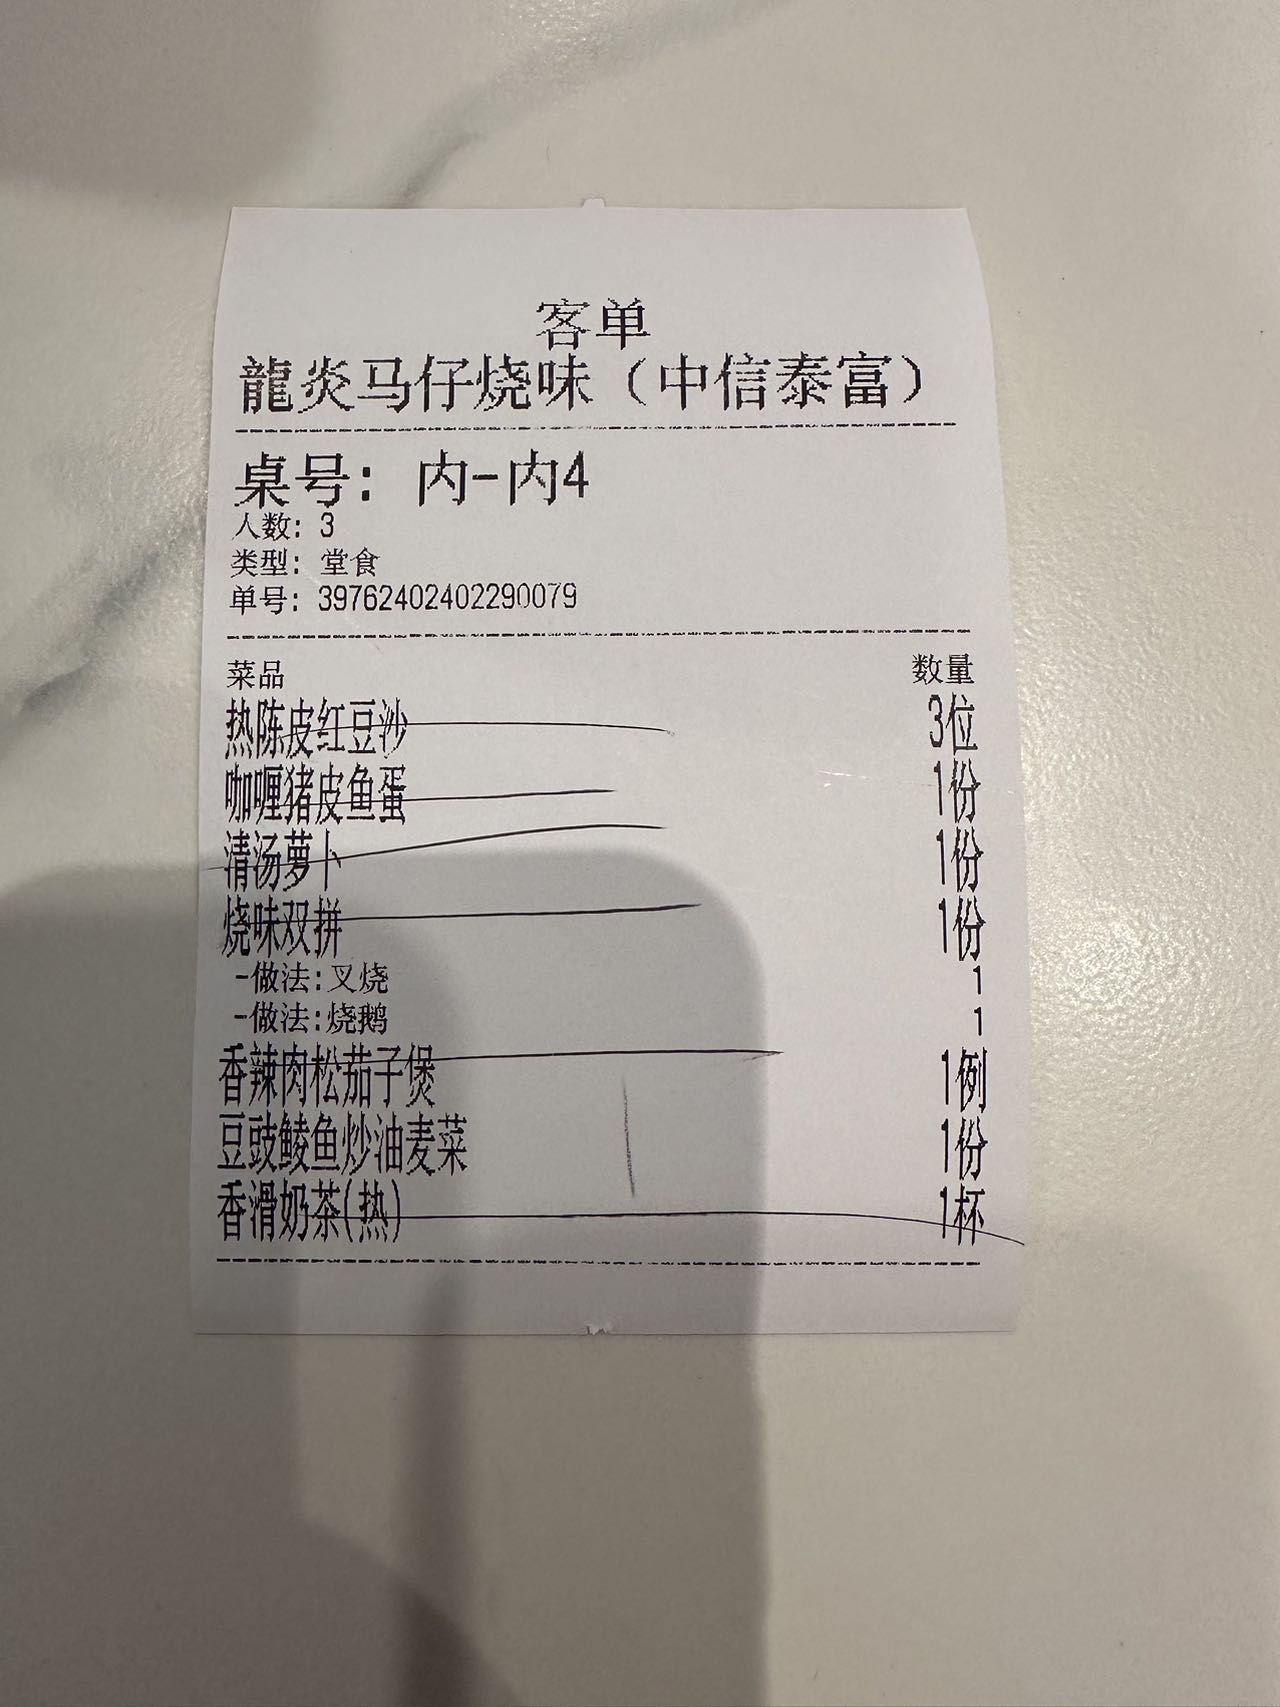 客单
龍炎马仔烧味（中信泰富）
桌号: 内-内4
人数: 3
类型: 堂食
单号: 39762402402290079
菜品 数量
热陈皮红豆沙 3位
咖喱猪皮鱼蛋 1份
清汤萝卜 1份
烧味双拼 1份
-做法:叉烧 1
-做法:烧鹅 1
香辣肉松茄子煲 1例
豆豉鲮鱼炒油麦菜 1份
香滑奶茶(热) 1杯